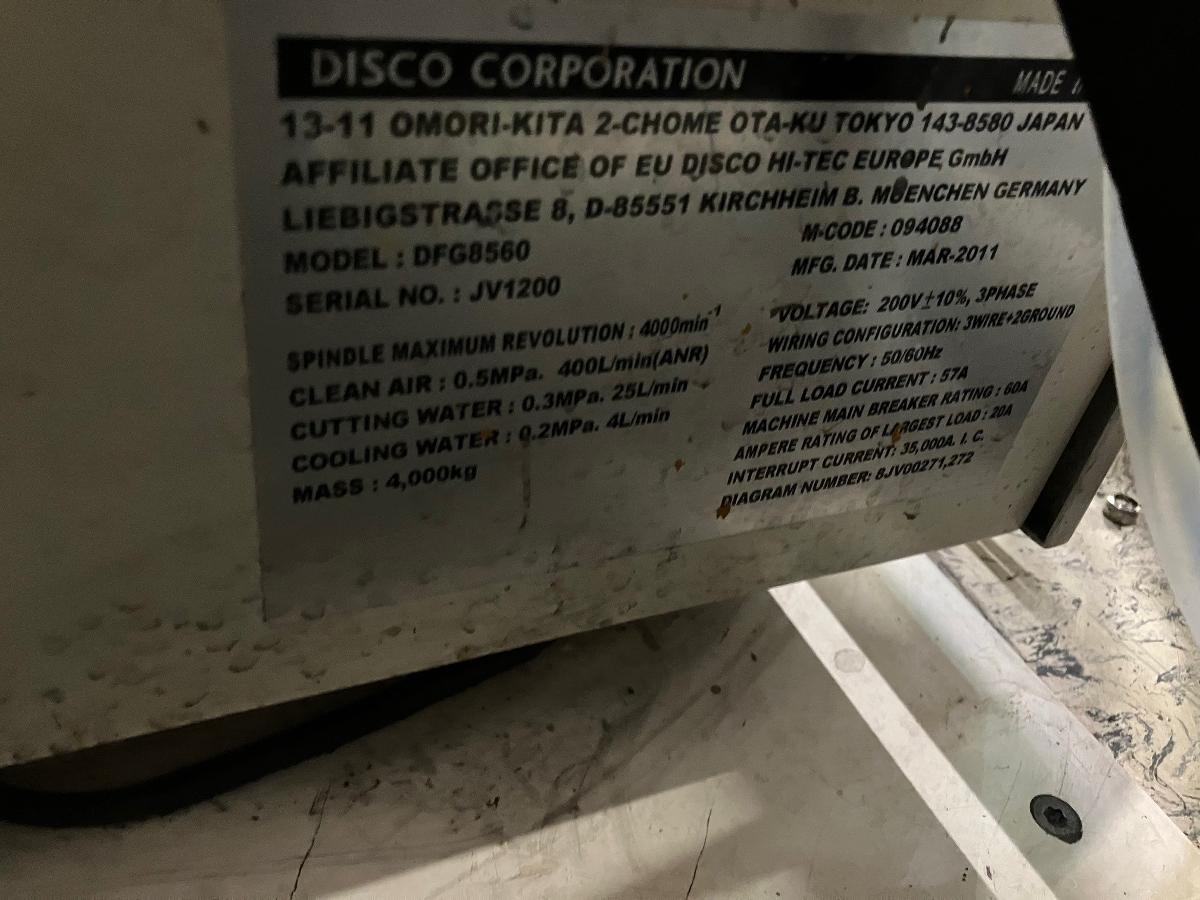 DISCO CORPORATION MADE
13-11 OMORI-KITA 2-CHOME OTA-KU TOKYO 143-8580 JAPAN
AFFILIATE OFFICE OF EU DISCO HI-TEC EUROPE GmbH
LIEBIGSTRASSE 8, D-85551 KIRCHHEIM B. MUENCHEN GERMANY
MODEL : DFG8560
SERIAL NO. : JV1200
M-CODE : 094088
MFG. DATE : MAR-2011
SPINDLE MAXIMUM REVOLUTION : 4000min⁻¹
CLEAN AIR : 0.5MPa. 400L/min(ANR)
CUTTING WATER : 0.3MPa. 25L/min
COOLING WATER : 0.2MPa. 4L/min
MASS : 4,000kg
VOLTAGE: 200V±10%, 3PHASE
WIRING CONFIGURATION: 3WIRE+2GROUND
FREQUENCY : 50/60Hz
FULL LOAD CURRENT : 57A
MACHINE MAIN BREAKER RATING : 60A
AMPERE RATING OF LARGEST LOAD : 20A
INTERRUPT CURRENT: 35,000A. I. C.
DIAGRAM NUMBER: 8JV00271,272